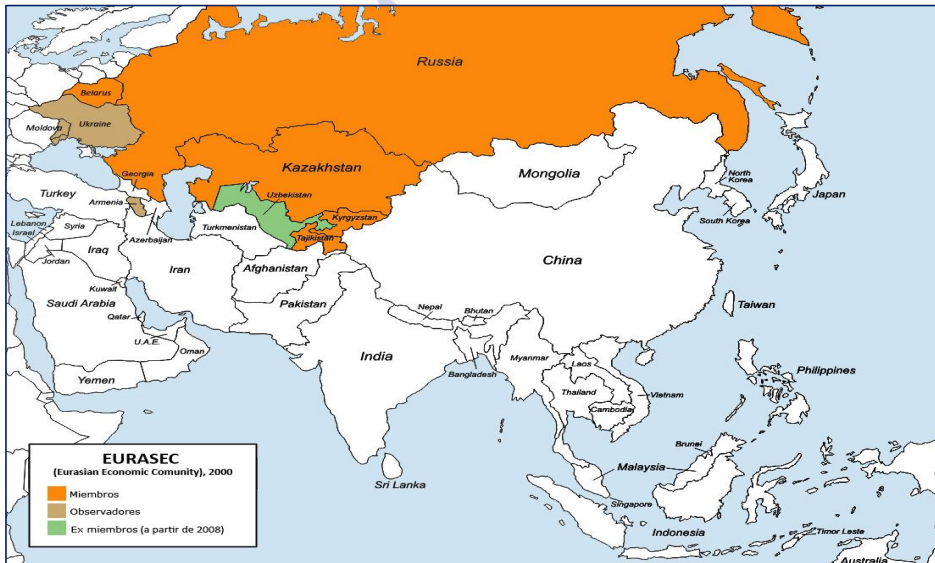 Russia
Belarus
Ukraine
Moldova
Kazakhstan
Georgia
Mongolia
Uzbekistan
North
Korea
Turkey
Armenia
Kyrgyzstan
Japan
Lebanon
Israel
Syria
Azerbaijan
Turkmenistan
Tajikistan
South Korea
Iraq
Jordan
Iran
Afghanistan
China
Kuwait
Pakistan
Saudi Arabia
Nepal
Bhutan
Taiwan
Qatar
U.A.E.
Oman
India
Myanmar
Laos
Bangladesh
Philippines
Yemen
Thailand
Vietnam
Cambodia
Brunei
EURASEC
(Eurasian Economic Comunity), 2000
Miembros
Observadores
Ex miembros (a partir de 2008)
Malaysia
Sri Lanka
Singapore
Indonesia
Timor Leste
Australia